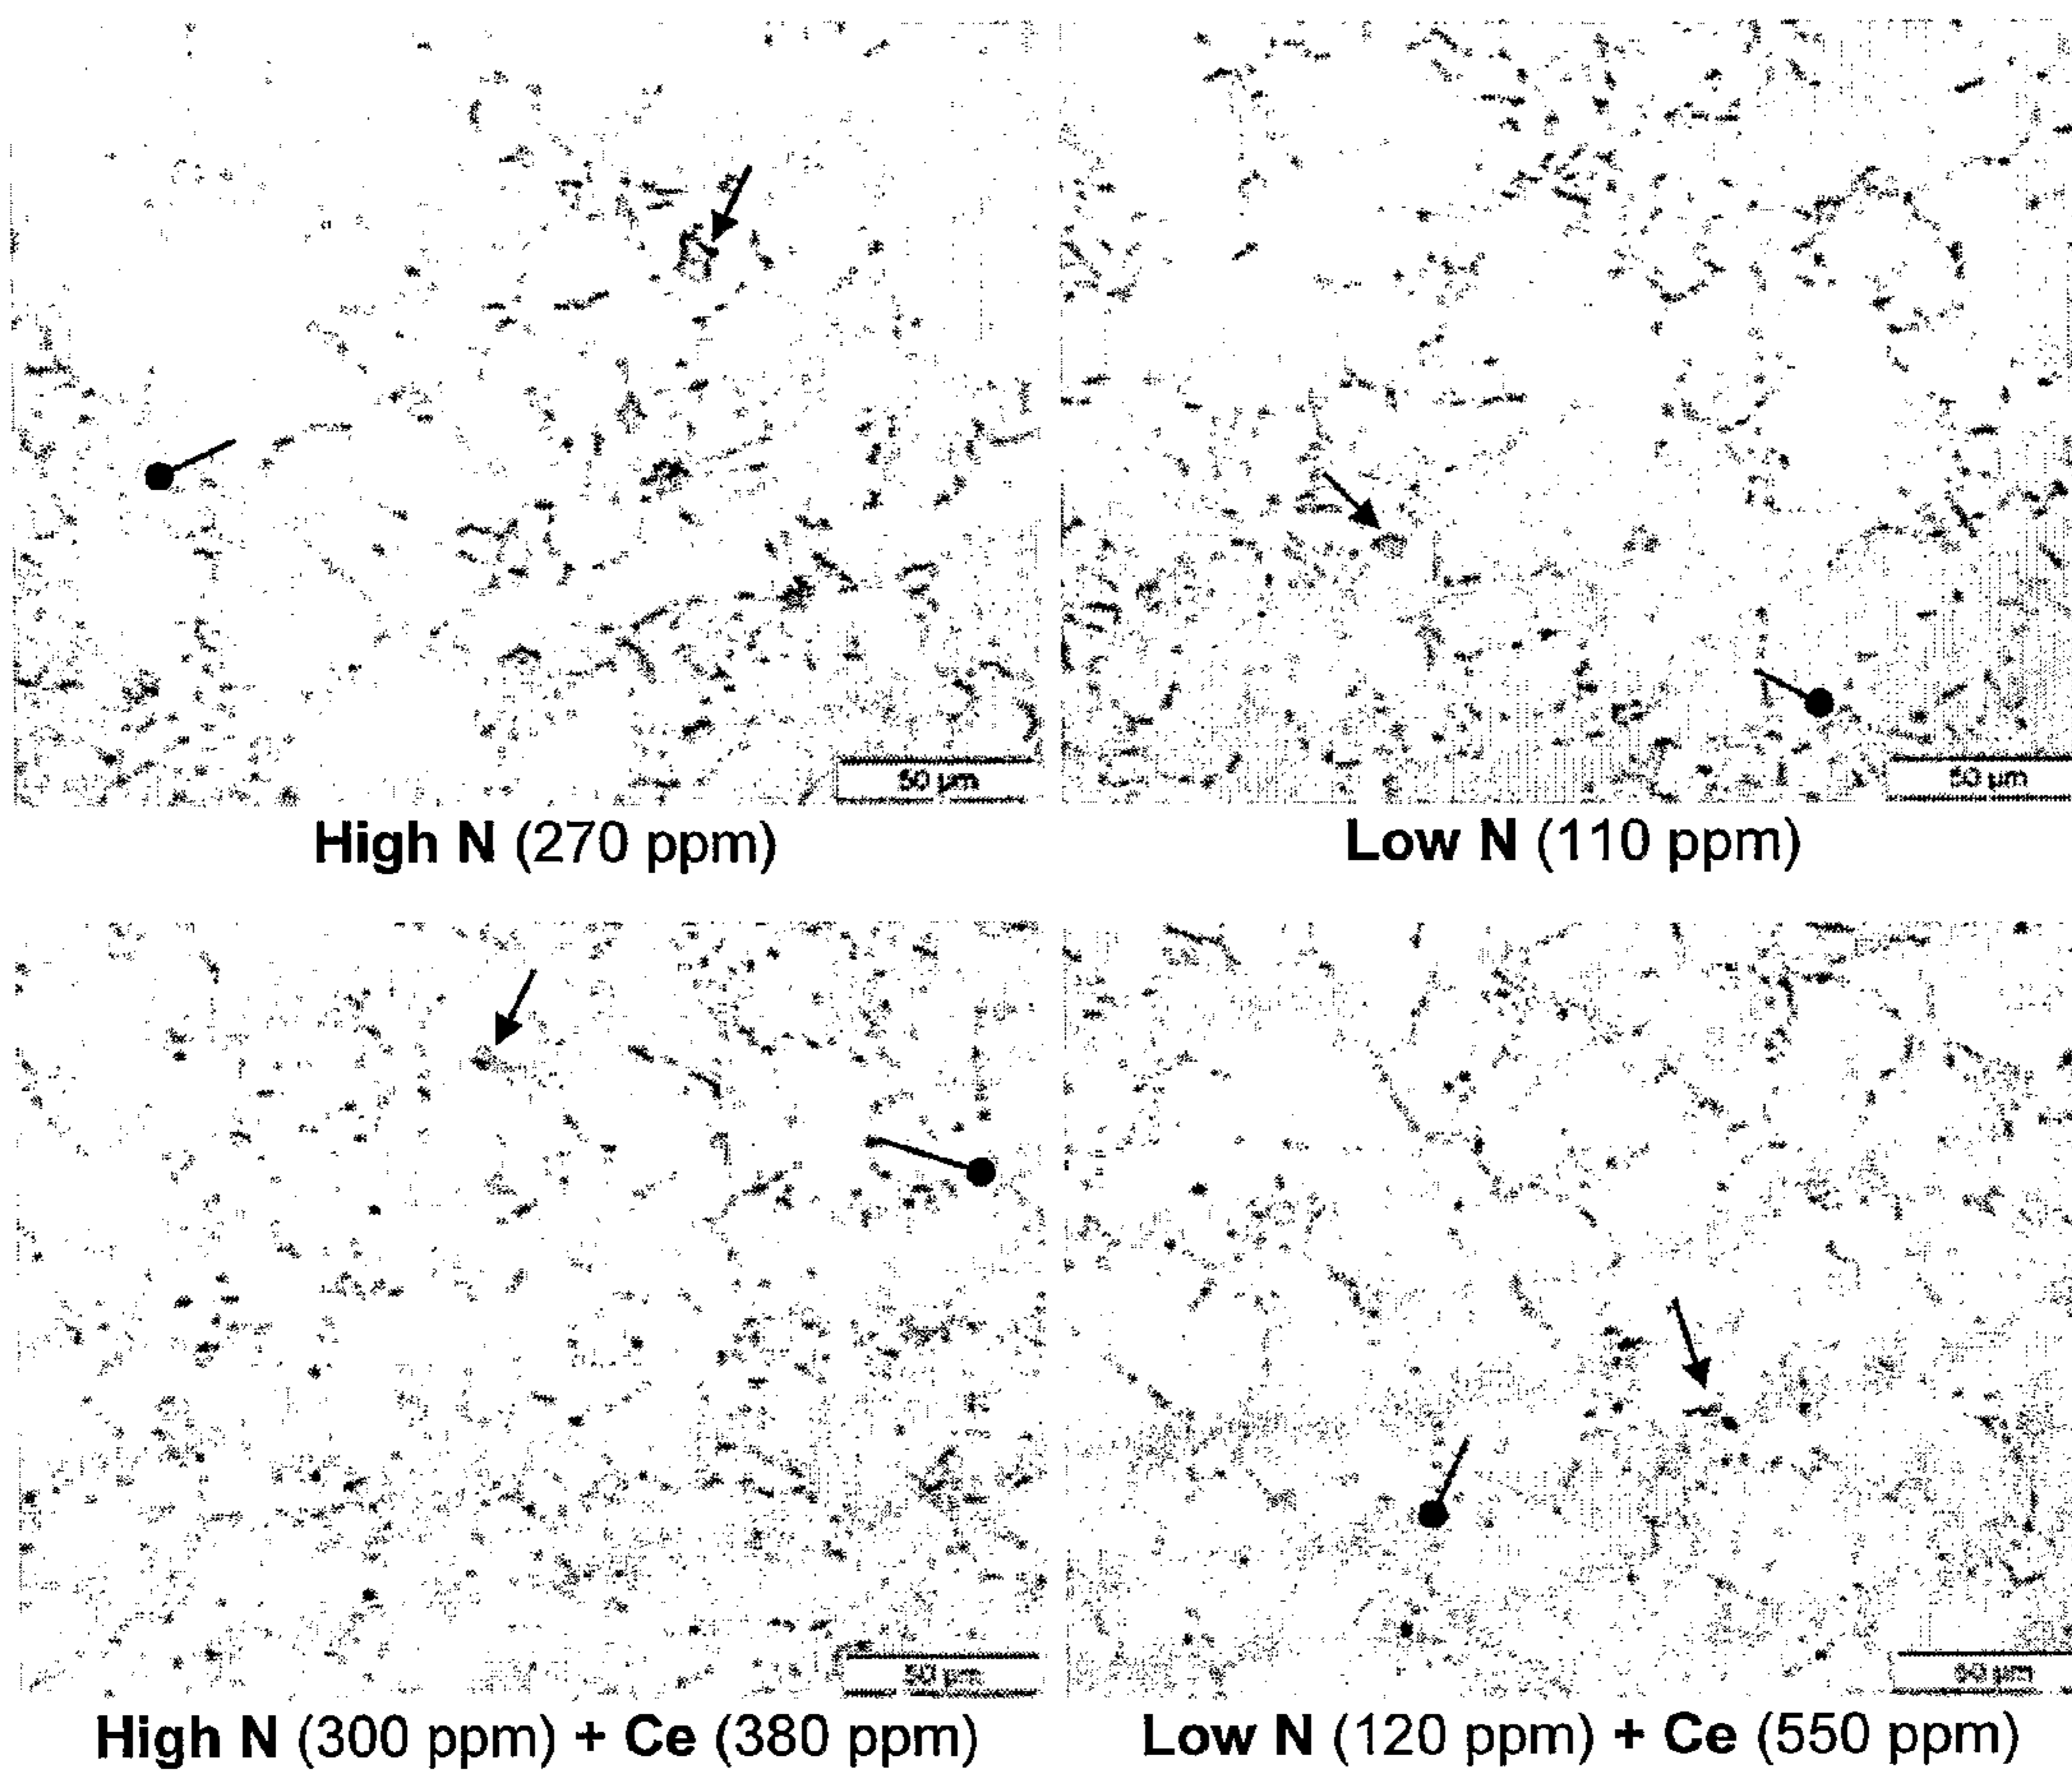 50 µm
50 µm
High N (270 ppm)
Low N (110 ppm)
50 µm
50 µm
High N (300 ppm) + Ce (380 ppm)
Low N (120 ppm) + Ce (550 ppm)